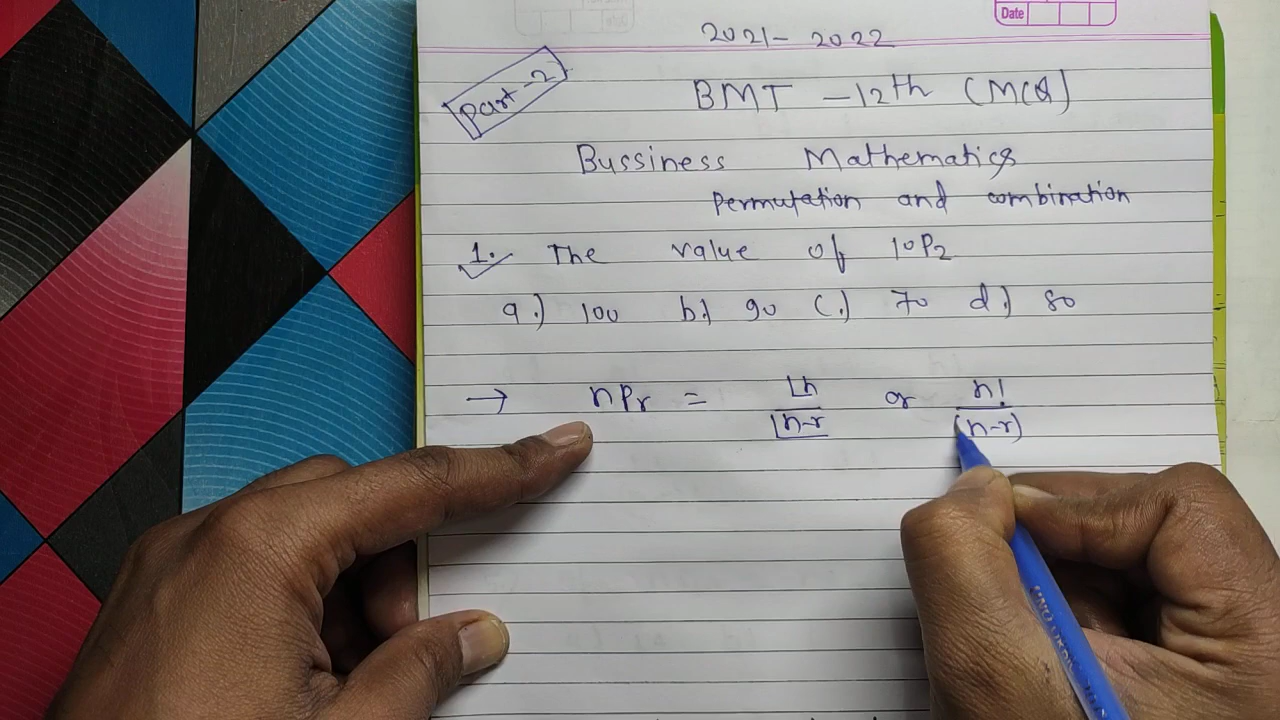 Date
2021 - 2022
Part - 2
BMT - 12th (MCQ)
Bussiness Mathematics
Permutation and combination
1. The value of 10P2
a.) 100 b.) 90 (c.) 70 d.) 80
→ nPr = |n / |n-r or n! / (n-r)